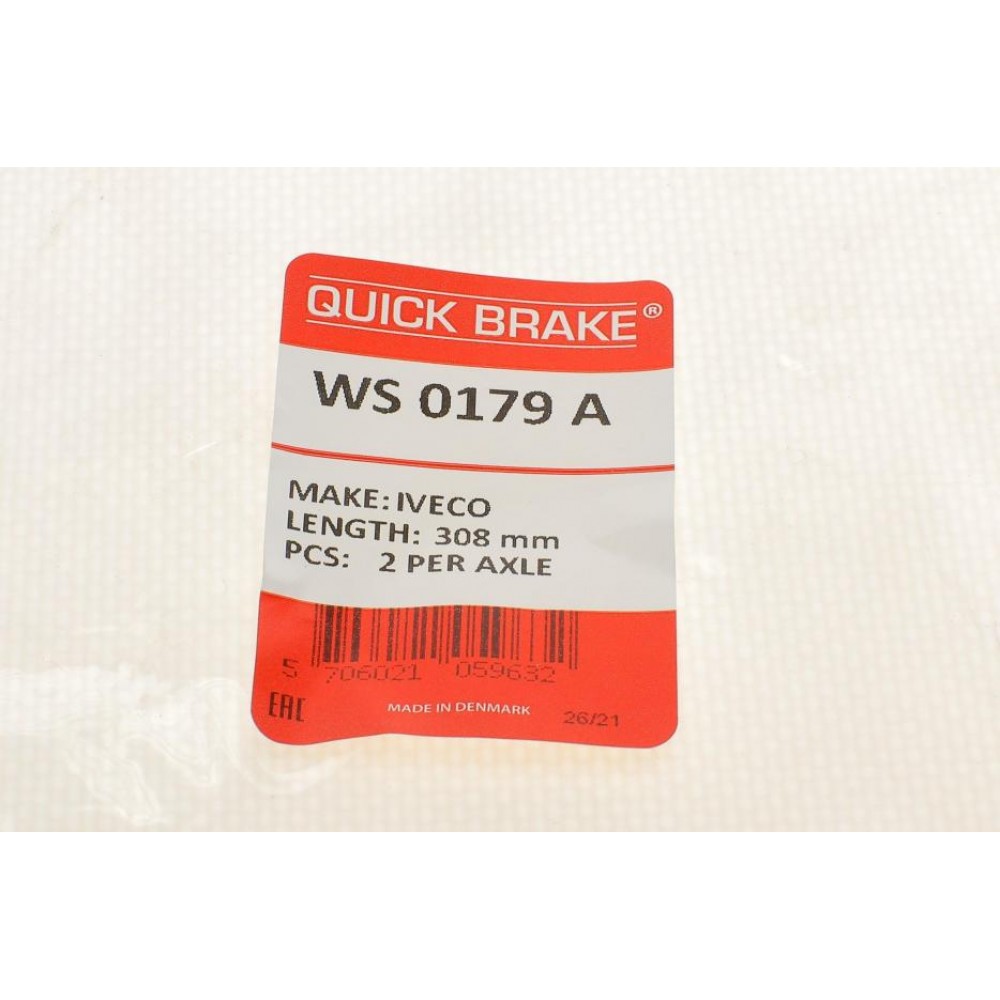 QUICK BRAKE®
WS 0179 A
MAKE: IVECO
LENGTH: 308 mm
PCS: 2 PER AXLE
5 706021 059632
EAC MADE IN DENMARK 26/21